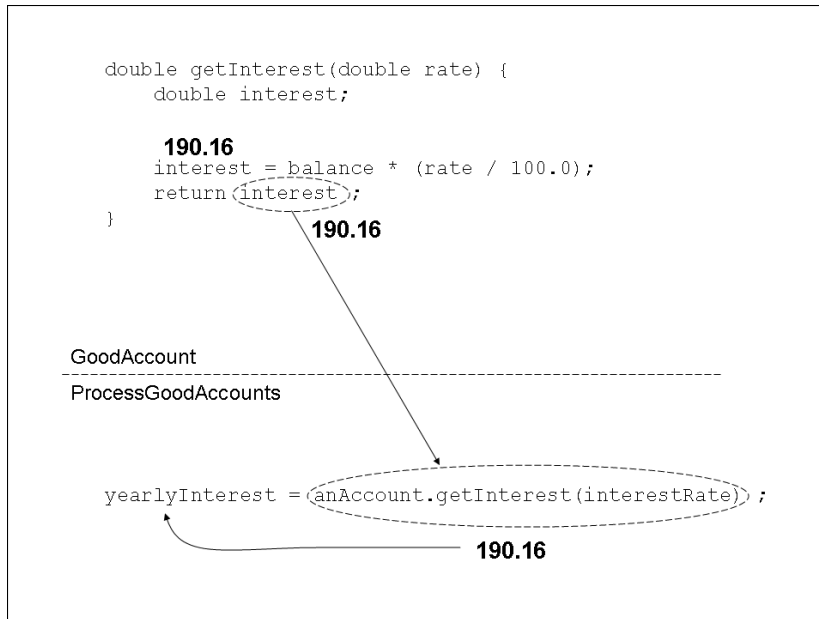 double getInterest(double rate) {
double interest;
190.16
interest = balance * (rate / 100.0);
return interest ;
}
190.16
GoodAccount
ProcessGoodAccounts
yearlyInterest = anAccount.getInterest(interestRate) ;
190.16